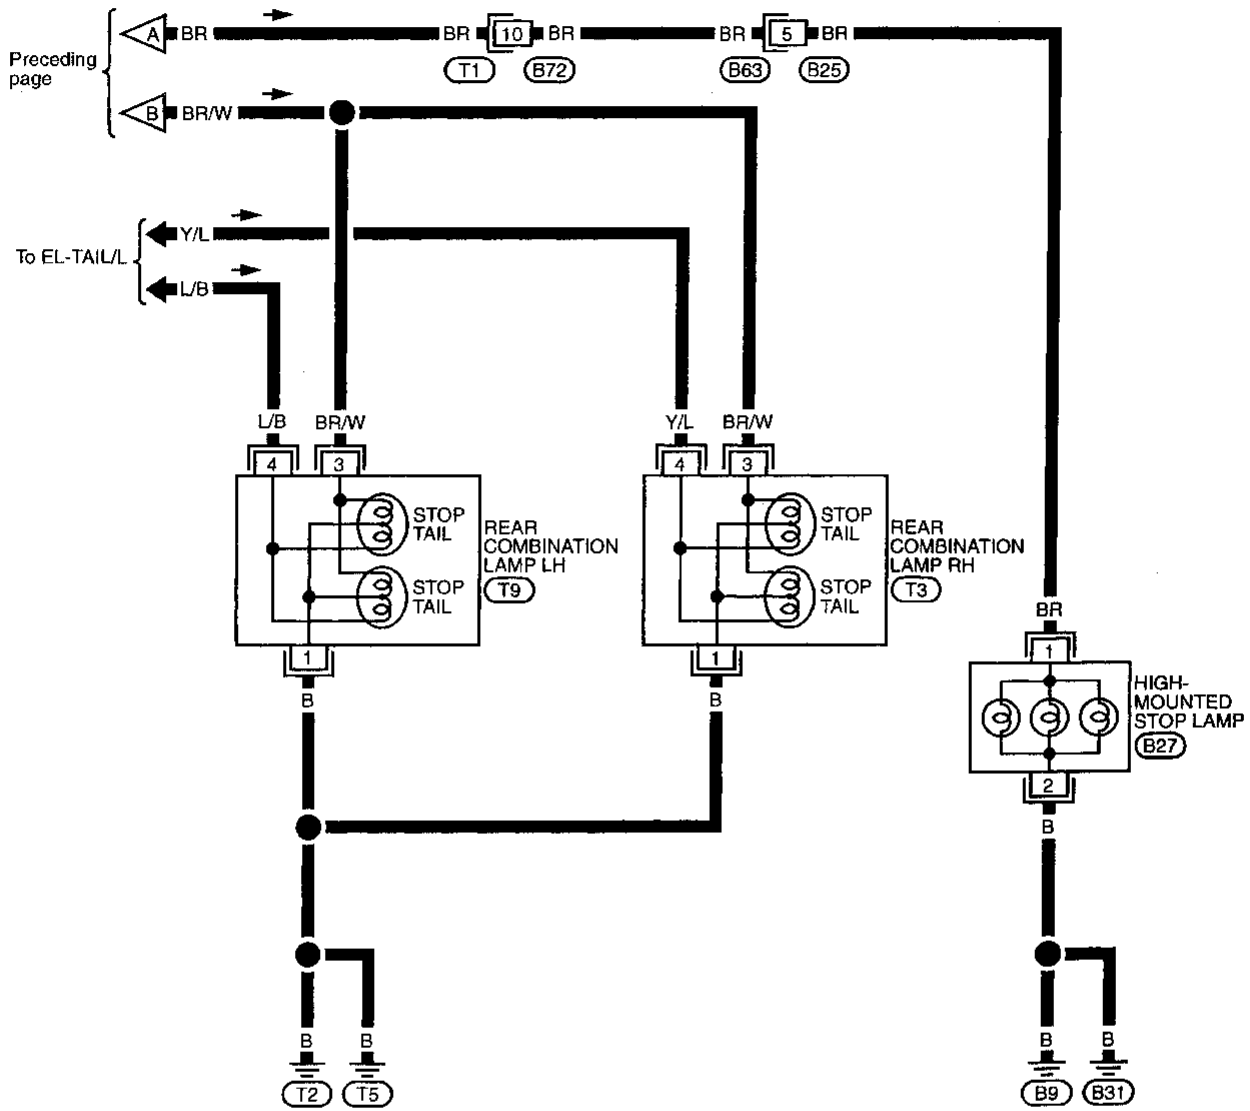 Preceding
page
A BR BR 10 BR BR 5 BR
T1 B72 B63 B25
B BR/W
To EL-TAIL/L
Y/L
L/B
L/B BR/W Y/L BR/W
4 3 4 3
STOP
TAIL
STOP
TAIL
REAR
COMBINATION
LAMP LH
T9
STOP
TAIL
STOP
TAIL
REAR
COMBINATION
LAMP RH
T3
1 1
B B
BR
1
HIGH-
MOUNTED
STOP LAMP
B27
2
B
B B B B
T2 T5 B9 B31